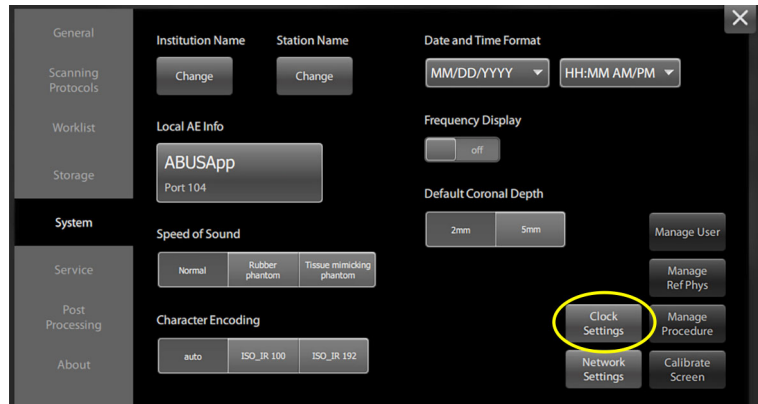 General
Scanning
Protocols
Worklist
Storage
System
Service
Post
Processing
About
Institution Name
Station Name
Change
Change
Local AE Info
ABUSApp
Port 104
Speed of Sound
Normal
Rubber
phantom
Tissue mimicking
phantom
Character Encoding
auto
ISO_IR 100
ISO_IR 192
Date and Time Format
MM/DD/YYYY
HH:MM AM/PM
Frequency Display
off
Default Coronal Depth
2mm
5mm
Manage User
Manage
Ref Phys
Clock
Settings
Manage
Procedure
Network
Settings
Calibrate
Screen